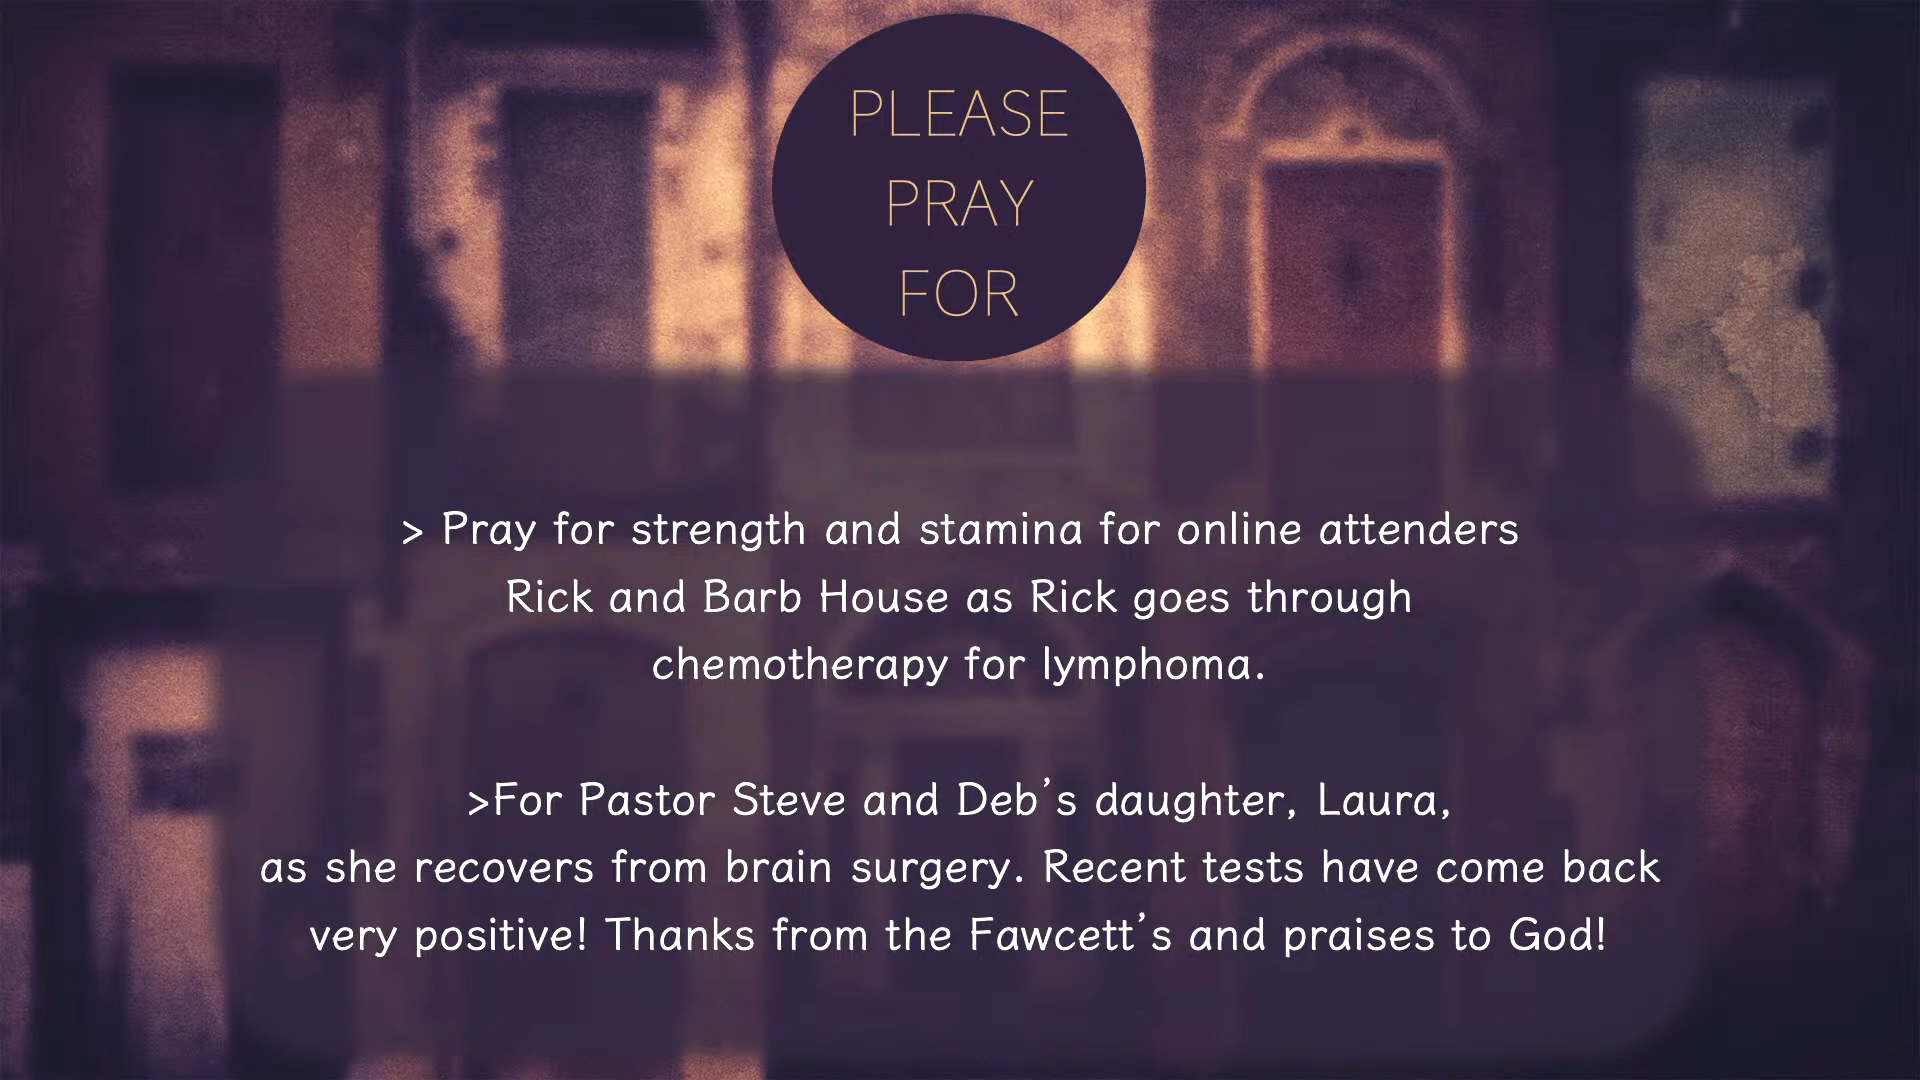 PLEASE
PRAY
FOR
> Pray for strength and stamina for online attenders
Rick and Barb House as Rick goes through
chemotherapy for lymphoma.
>For Pastor Steve and Deb’s daughter, Laura,
as she recovers from brain surgery. Recent tests have come back
very positive! Thanks from the Fawcett’s and praises to God!